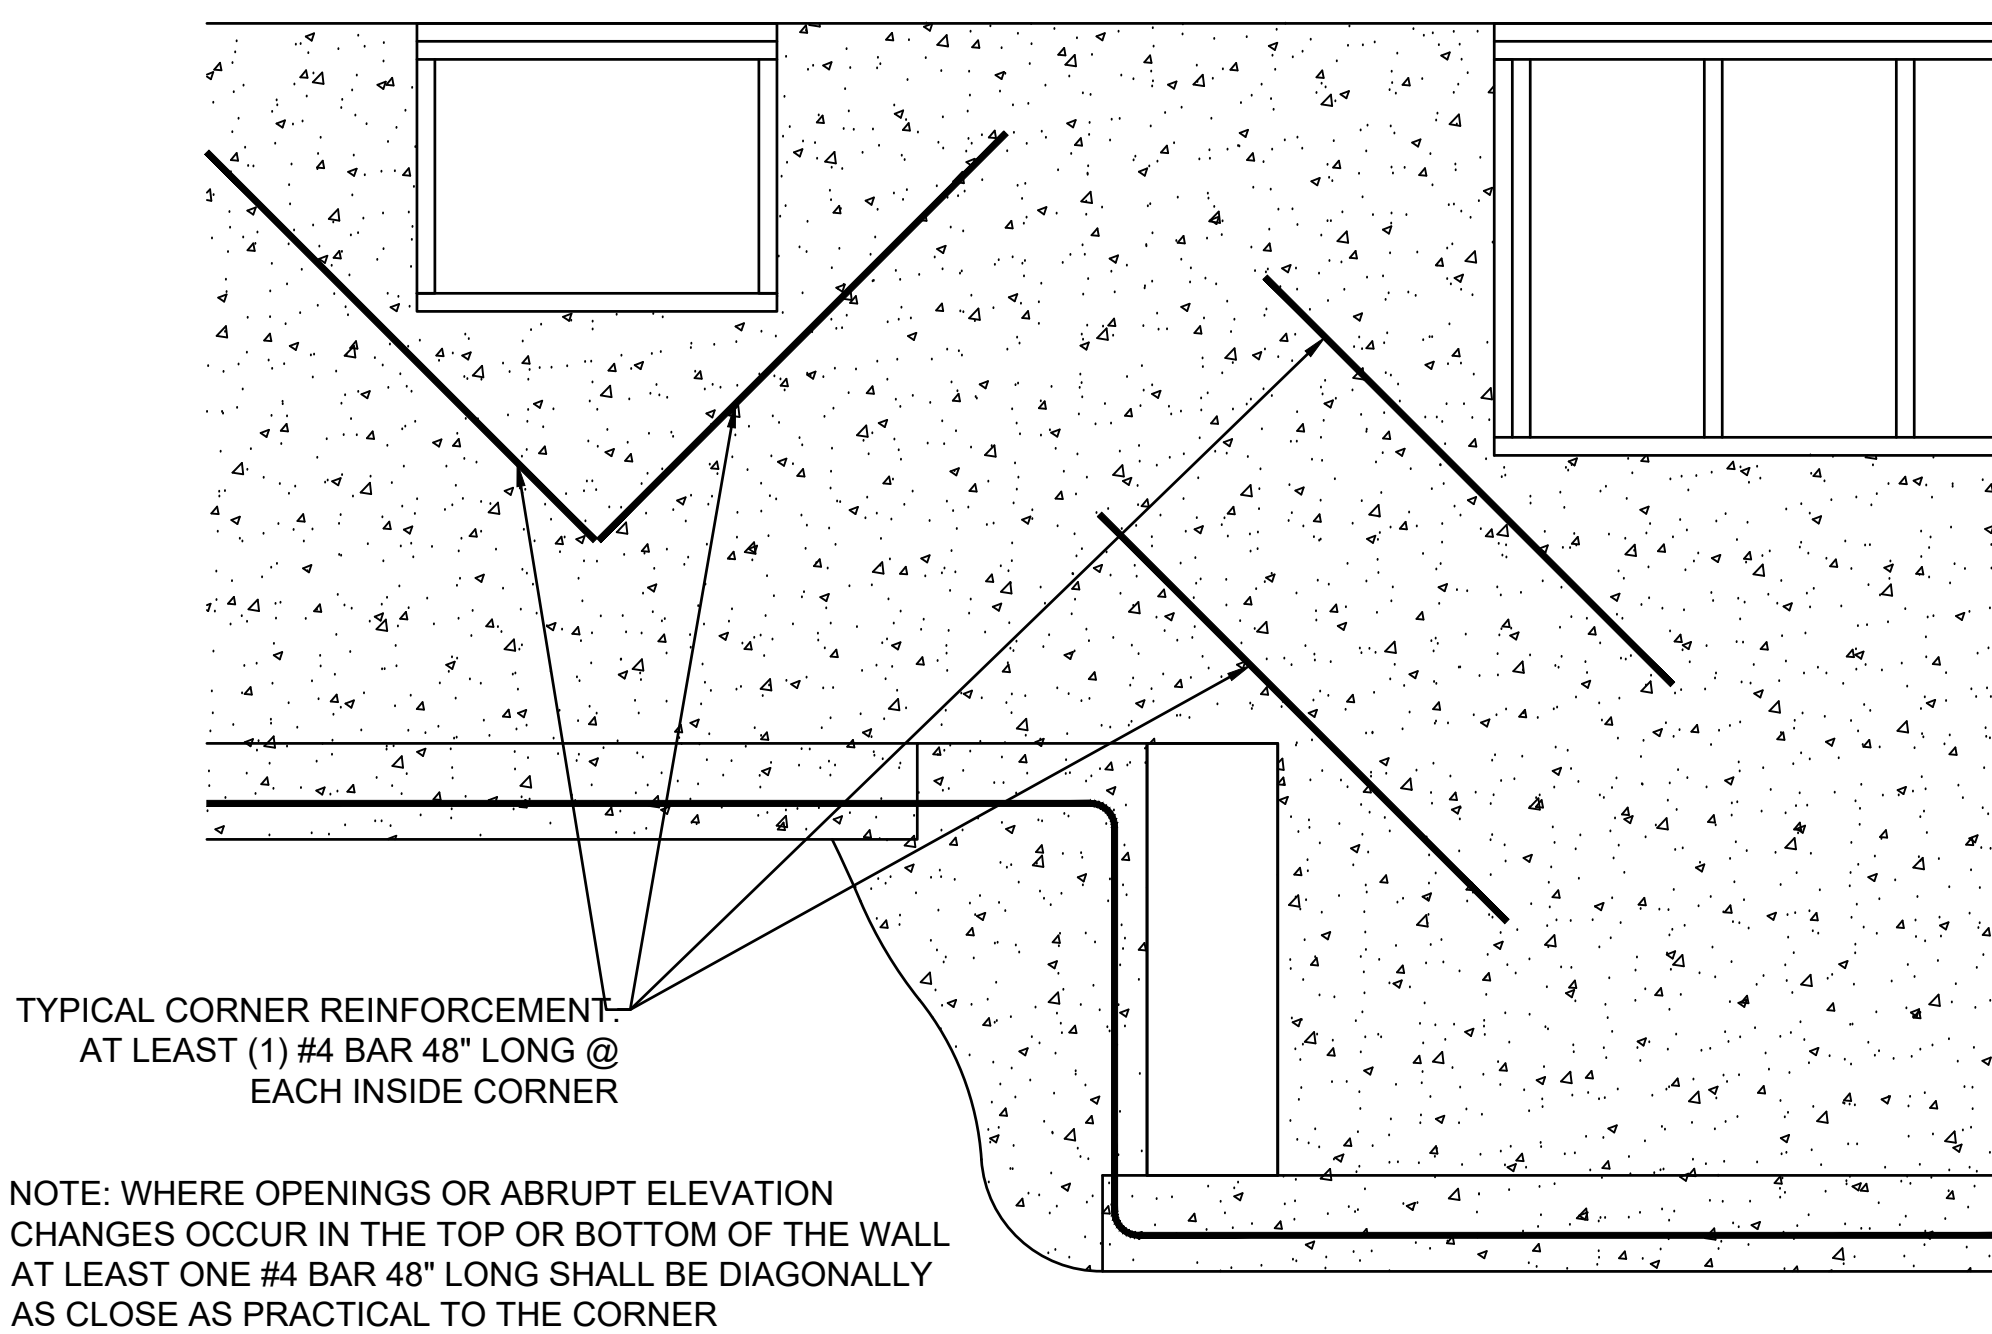 TYPICAL CORNER REINFORCEMENT:
AT LEAST (1) #4 BAR 48" LONG @
EACH INSIDE CORNER
NOTE: WHERE OPENINGS OR ABRUPT ELEVATION
CHANGES OCCUR IN THE TOP OR BOTTOM OF THE WALL
AT LEAST ONE #4 BAR 48" LONG SHALL BE DIAGONALLY
AS CLOSE AS PRACTICAL TO THE CORNER